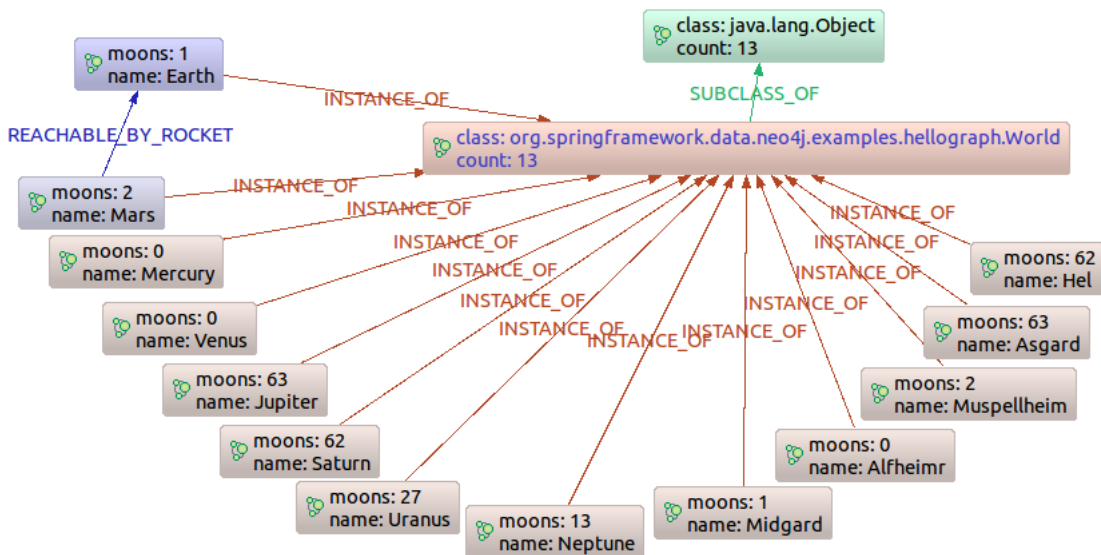 class: java.lang.Object
count: 13
moons: 1
name: Earth
SUBCLASS_OF
INSTANCE_OF
REACHABLE_BY_ROCKET
class: org.springframework.data.neo4j.examples.hellograph.World
count: 13
moons: 2
name: Mars
INSTANCE_OF
INSTANCE_OF
INSTANCE_OF
moons: 0
name: Mercury
INSTANCE_OF
INSTANCE_OF
moons: 62
name: Hel
INSTANCE_OF
INSTANCE_OF
INSTANCE_OF
INSTANCE_OF
moons: 0
name: Venus
INSTANCE_OF
INSTANCE_OF
INSTANCE_OF
moons: 63
name: Asgard
moons: 63
name: Jupiter
moons: 2
name: Muspellheim
moons: 62
name: Saturn
moons: 0
name: Alfheimr
moons: 27
name: Uranus
moons: 1
name: Midgard
moons: 13
name: Neptune